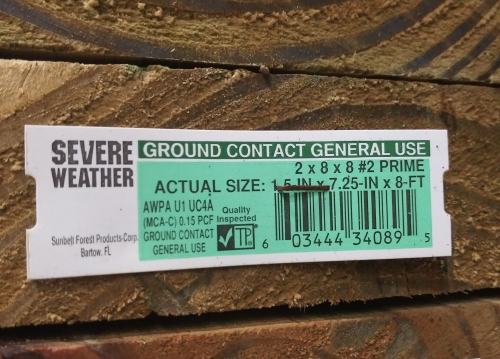 SEVERE
WEATHER
GROUND CONTACT GENERAL USE
2 x 8 x 8 #2 PRIME
ACTUAL SIZE: 1.5-IN x 7.25-IN x 8-FT
AWPA U1 UC4A
(MCA-C) 0.15 PCF
GROUND CONTACT
GENERAL USE
Quality
Inspected
TP
6 03444 34089 5
Sunbelt Forest Products-Corp.
Bartow, FL